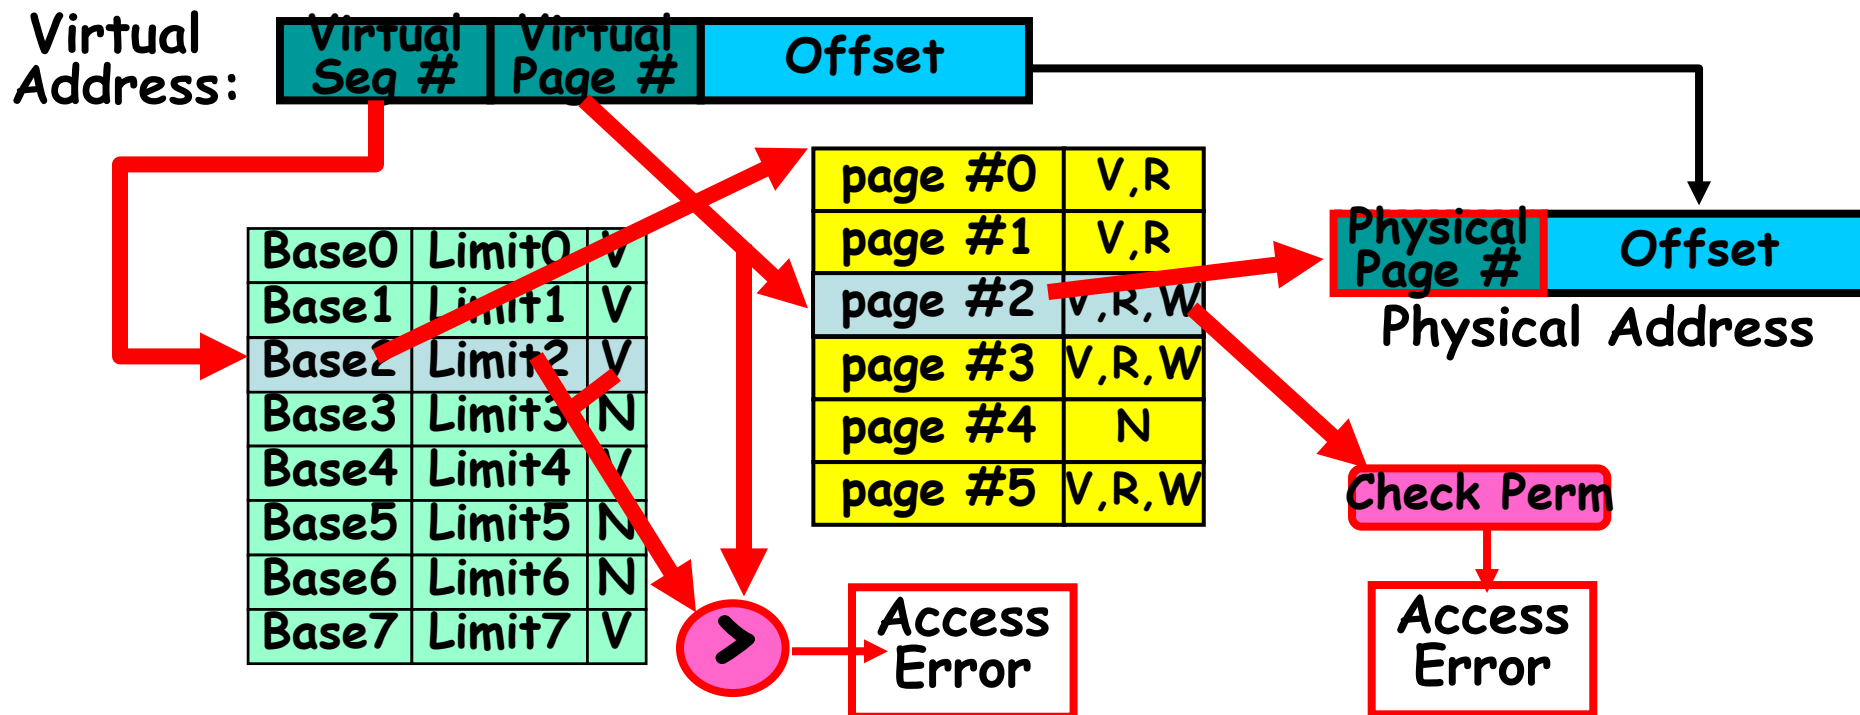 Virtual
Address:
Virtual
Seg #
Virtual
Page #
Offset
Base0 Limit0 V
Base1 Limit1 V
Base2 Limit2 V
Base3 Limit3 N
Base4 Limit4 V
Base5 Limit5 N
Base6 Limit6 N
Base7 Limit7 V
page #0 V,R
page #1 V,R
page #2 V,R,W
page #3 V,R,W
page #4 N
page #5 V,R,W
Physical
Page #
Offset
Physical Address
Check Perm
>
Access
Error
Access
Error